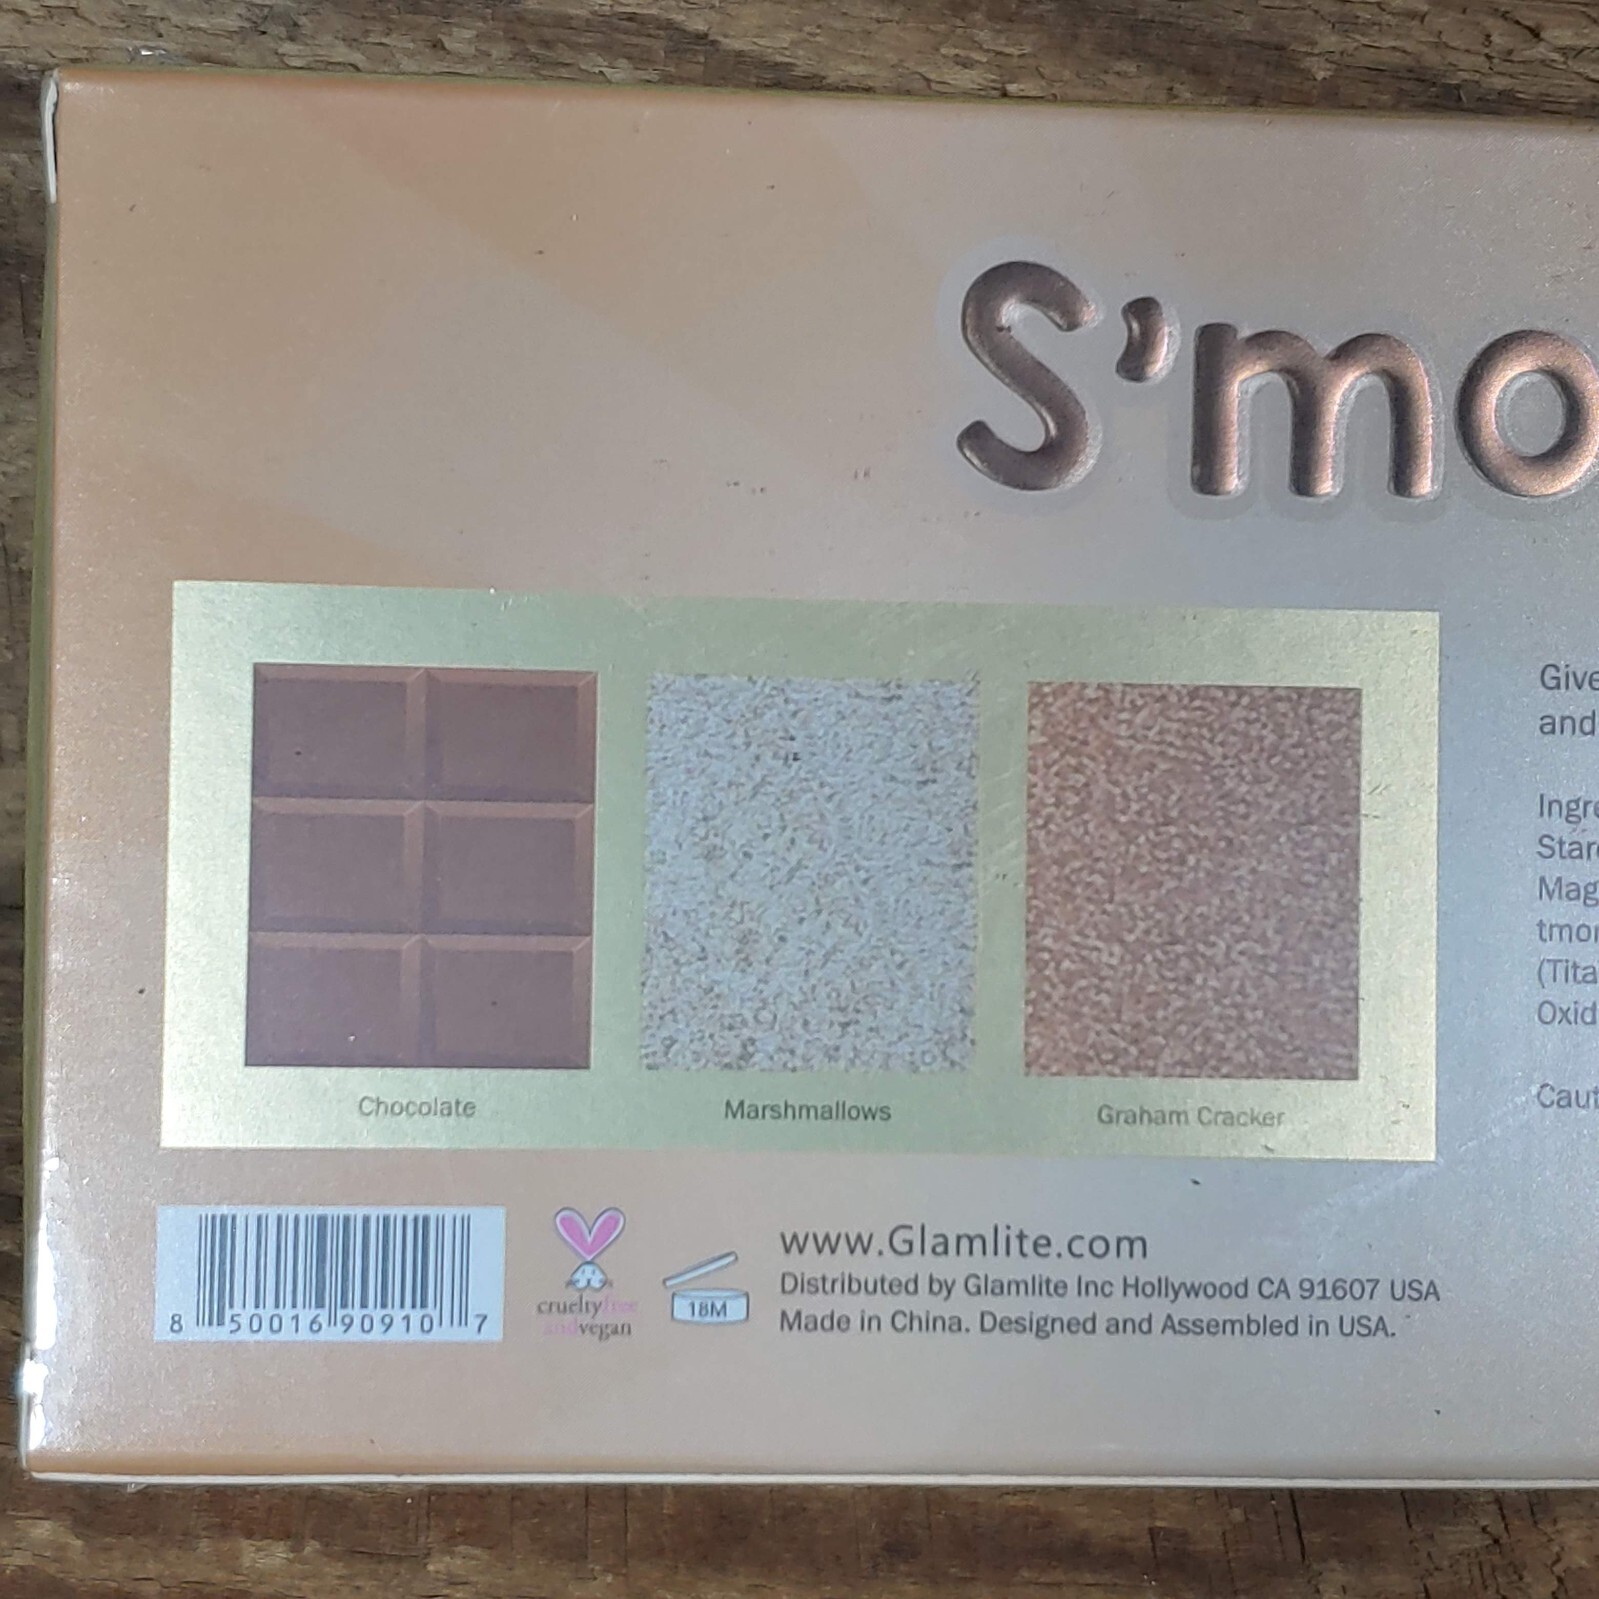 S'mo
Give
and
Ingre
Star
Mag
tmor
(Tita
Oxid
Caut
Chocolate
Marshmallows
Graham Cracker
8 50016 90910 7
crueltyfree
andvegan
18M
www.Glamlite.com
Distributed by Glamlite Inc Hollywood CA 91607 USA
Made in China. Designed and Assembled in USA.